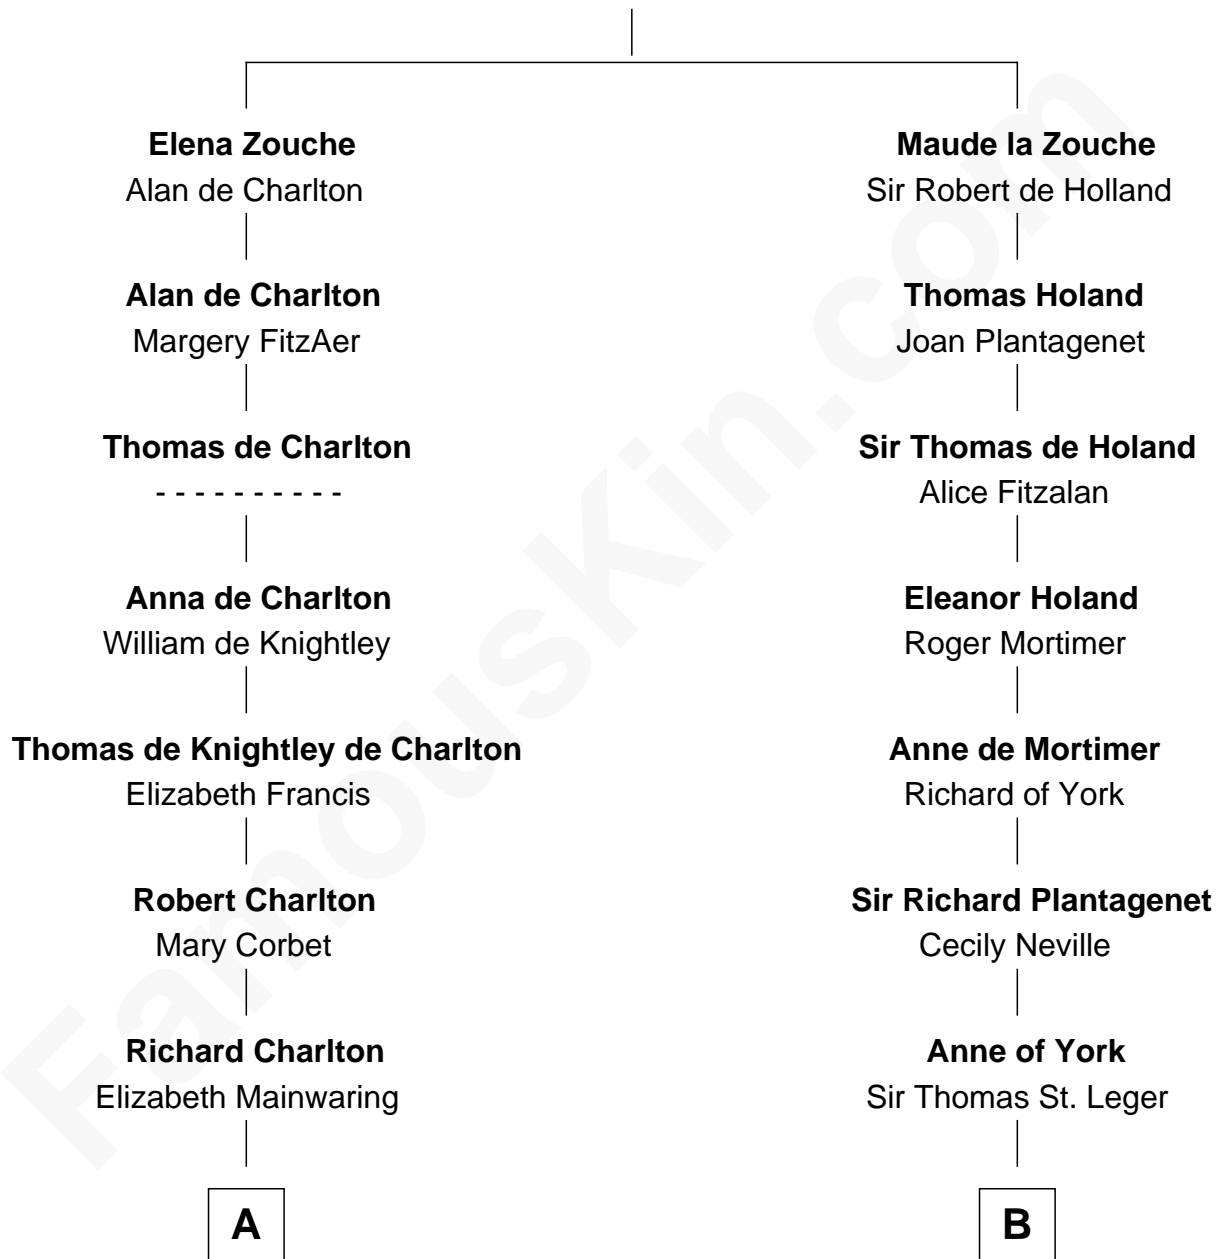 Elena Zouche
Alan de Charlton
Alan de Charlton
Margery FitzAer
Thomas de Charlton
- - - - - - - - - -
Anna de Charlton
William de Knightley
Thomas de Knightley de Charlton
Elizabeth Francis
Robert Charlton
Mary Corbet
Richard Charlton
Elizabeth Mainwaring
A
Maude la Zouche
Sir Robert de Holland
Thomas Holand
Joan Plantagenet
Sir Thomas de Holand
Alice Fitzalan
Eleanor Holand
Roger Mortimer
Anne de Mortimer
Richard of York
Sir Richard Plantagenet
Cecily Neville
Anne of York
Sir Thomas St. Leger
B
FamousKin.com